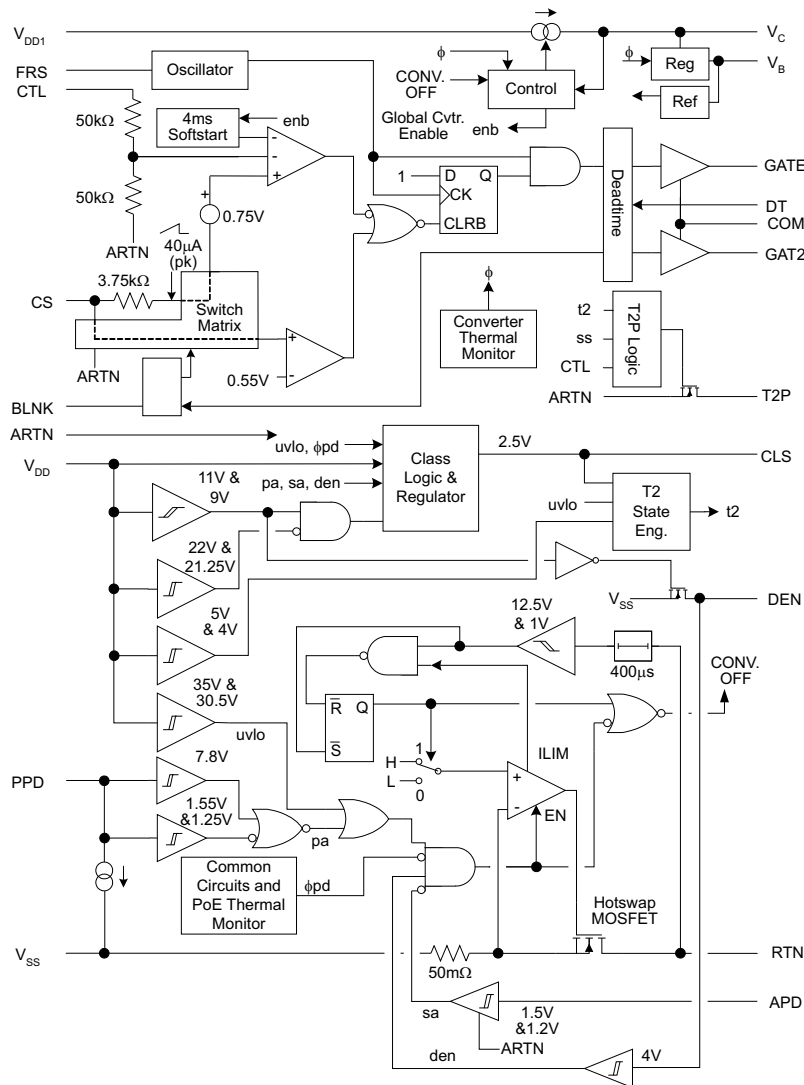 V_DD1
V_C
FRS
Oscillator
ϕ
CONV.
OFF
Control
ϕ
Reg
V_B
Ref
CTL
50kΩ
4ms
Softstart
enb
Global Cvtr.
Enable
enb
-
-
+
50kΩ
+
0.75V
1
D
Q
CK
CLRB
Deadtime
GATE
DT
COM
GAT2
ARTN
40μA
(pk)
3.75kΩ
CS
Switch
Matrix
ϕ
Converter
Thermal
Monitor
t2
ss
CTL
T2P Logic
+
-
0.55V
ARTN
ARTN
T2P
BLNK
ARTN
uvlo, ϕpd
V_DD
pa, sa, den
Class
Logic &
Regulator
2.5V
CLS
11V &
9V
uvlo
T2
State
Eng.
t2
22V &
21.25V
V_SS
DEN
5V
& 4V
12.5V
& 1V
400μs
CONV.
OFF
35V &
30.5V
uvlo
R
Q
S
H
1
L
0
ILIM
+
-
EN
PPD
7.8V
1.55V
&1.25V
pa
Common
Circuits and
PoE Thermal
Monitor
ϕpd
Hotswap
MOSFET
V_SS
50mΩ
RTN
sa
1.5V
&1.2V
APD
ARTN
den
4V